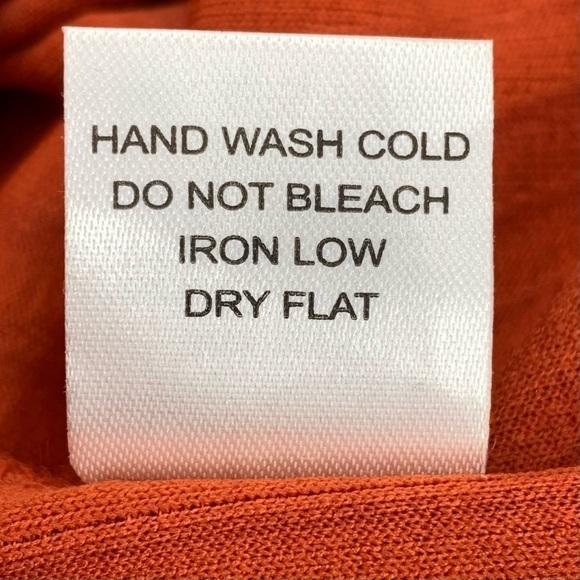 HAND WASH COLD
DO NOT BLEACH
IRON LOW
DRY FLAT